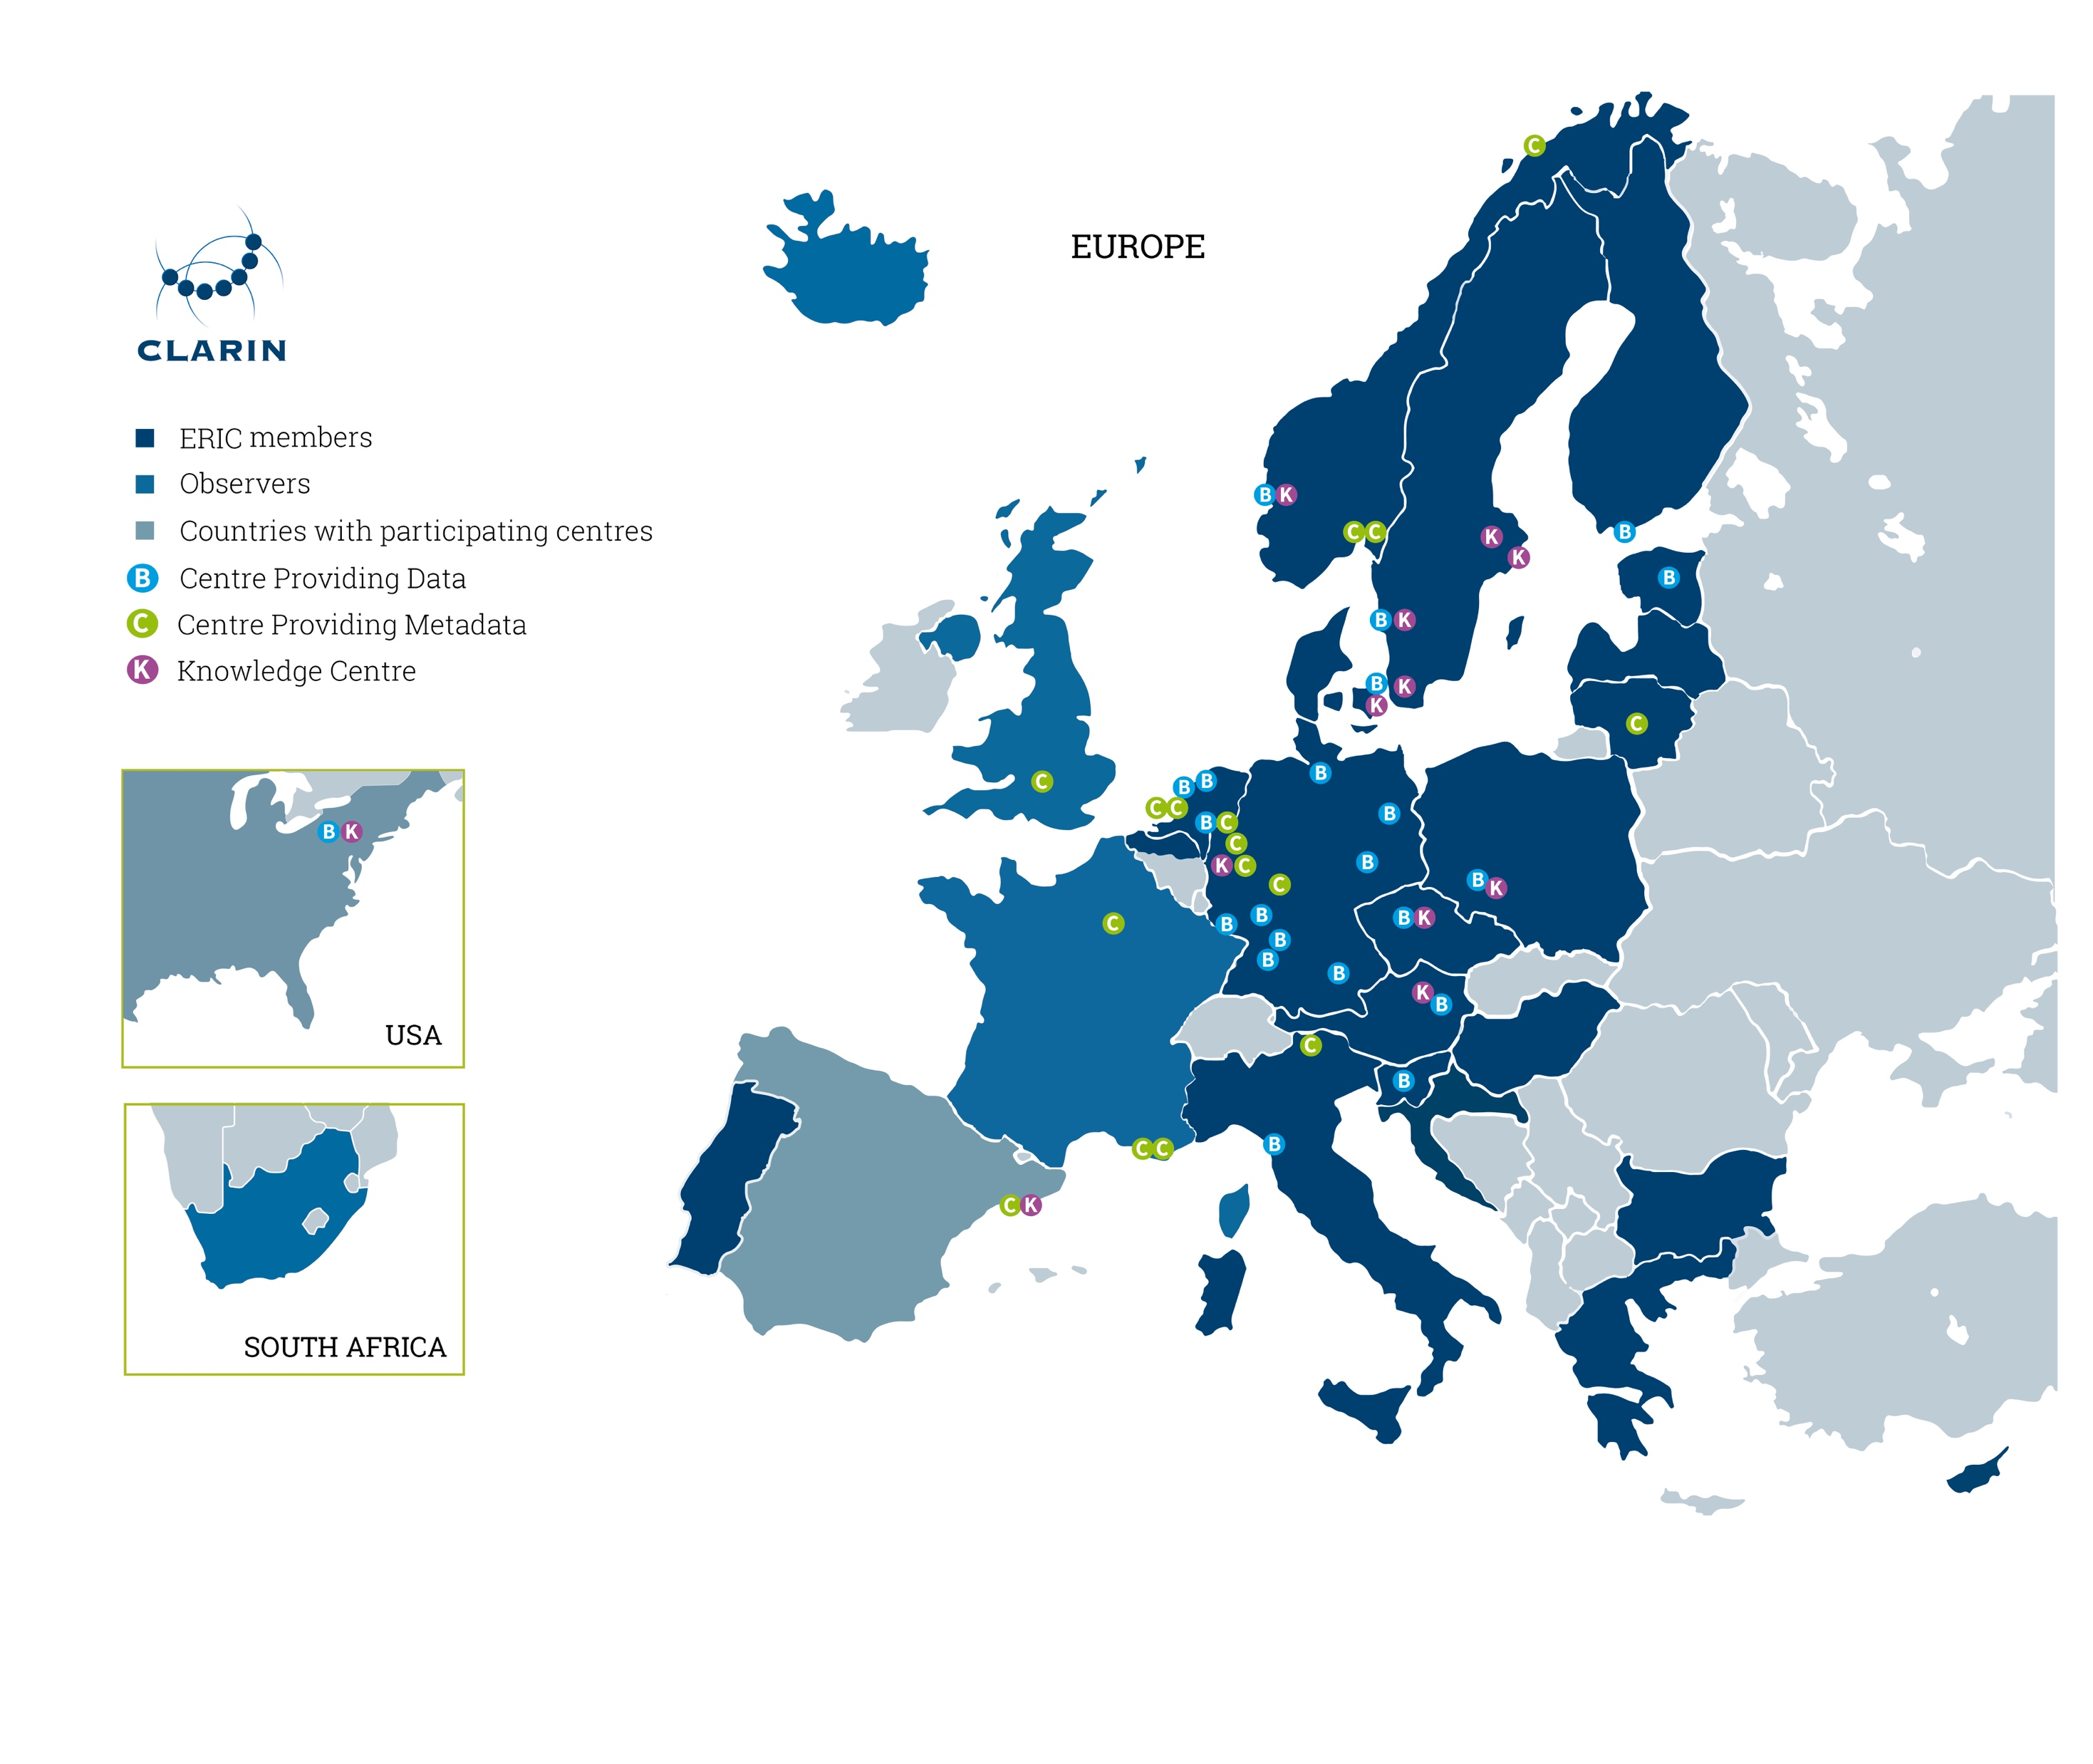 EUROPE
CLARIN
ERIC members
Observers
Countries with participating centres
B Centre Providing Data
C Centre Providing Metadata
K Knowledge Centre
C
B K
C C
K
K
B
B
B K
B K
K
C
C
B B
C C
B C
C
K C
C
B
B
B
B
B
B
B
B
B K
B K
K B
C
B
C
B
C C
C K
B K
USA
SOUTH AFRICA